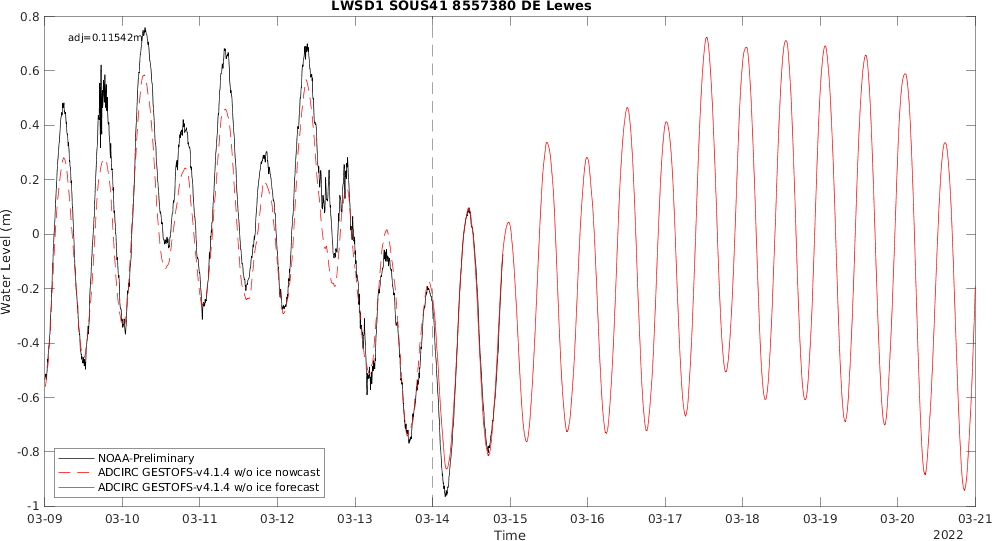 LWSD1 SOUS41 8557380 DE Lewes
adj=0.11542m
Water Level (m)
0.8
0.6
0.4
0.2
0
-0.2
-0.4
-0.6
-0.8
-1
NOAA-Preliminary
ADCIRC GESTOFS-v4.1.4 w/o ice nowcast
ADCIRC GESTOFS-v4.1.4 w/o ice forecast
03-09 03-10 03-11 03-12 03-13 03-14 03-15 03-16 03-17 03-18 03-19 03-20 03-21
Time
2022